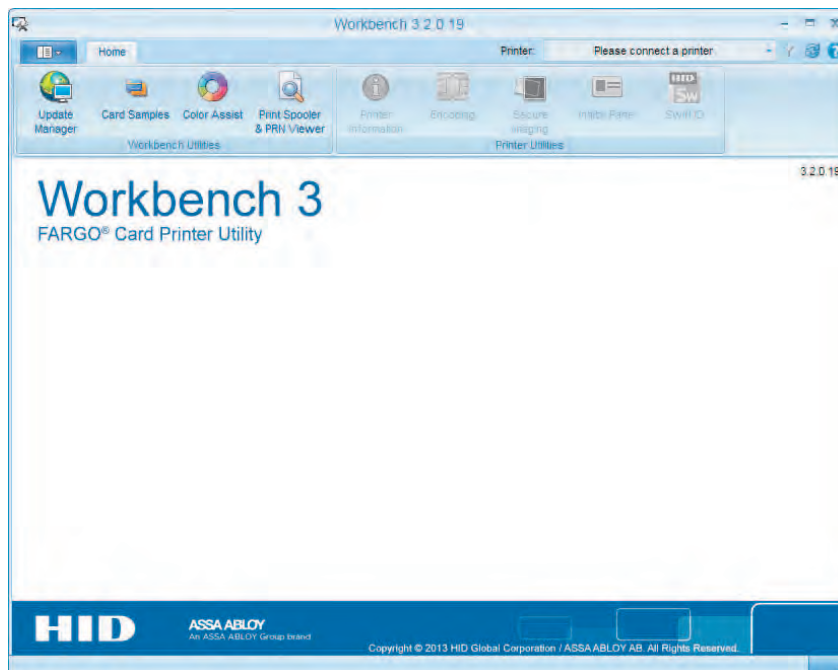 Workbench 3.2.0.19
Home
Printer: Please connect a printer
Update Manager
Card Samples
Color Assist
Print Spooler & PRN Viewer
Printer Information
Encoding
Secure Imaging
Workbench Utilities
Printer Utilities
3.2.0.19
Workbench 3
FARGO® Card Printer Utility
HID
ASSA ABLOY
An ASSA ABLOY Group brand
Copyright © 2013 HID Global Corporation / ASSA ABLOY AB. All Rights Reserved.